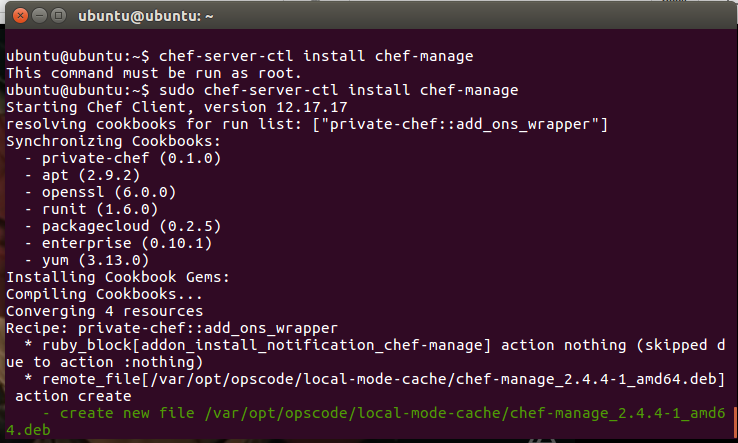 ubuntu@ubuntu: ~
ubuntu@ubuntu:~$ chef-server-ctl install chef-manage
This command must be run as root.
ubuntu@ubuntu:~$ sudo chef-server-ctl install chef-manage
Starting Chef Client, version 12.17.17
resolving cookbooks for run list: ["private-chef::add_ons_wrapper"]
Synchronizing Cookbooks:
  - private-chef (0.1.0)
  - apt (2.9.2)
  - openssl (6.0.0)
  - runit (1.6.0)
  - packagecloud (0.2.5)
  - enterprise (0.10.1)
  - yum (3.13.0)
Installing Cookbook Gems:
Compiling Cookbooks...
Converging 4 resources
Recipe: private-chef::add_ons_wrapper
  * ruby_block[addon_install_notification_chef-manage] action nothing (skipped d
ue to action :nothing)
  * remote_file[/var/opt/opscode/local-mode-cache/chef-manage_2.4.4-1_amd64.deb]
 action create
    - create new file /var/opt/opscode/local-mode-cache/chef-manage_2.4.4-1_amd6
4.deb